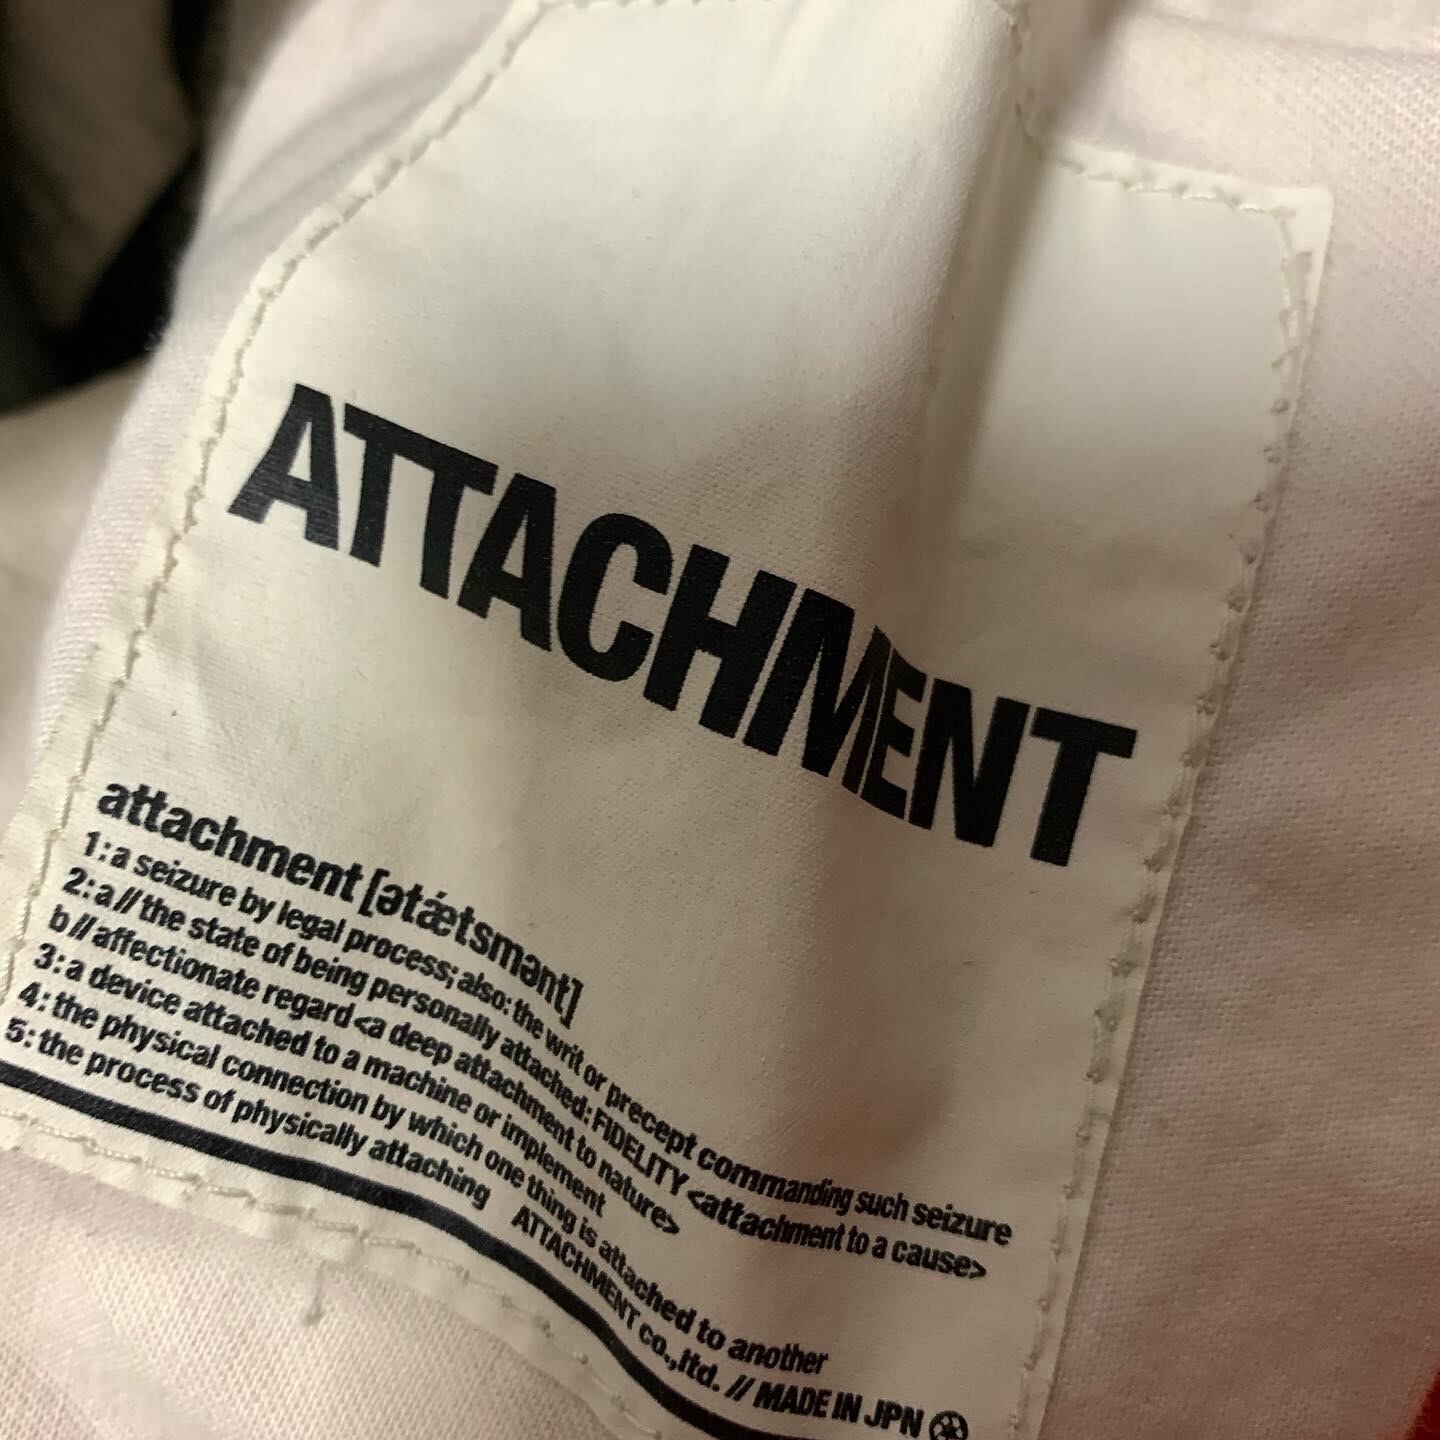 ATTACHMENT
attachment [ətǽtsmənt]
1: a seizure by legal process; also: the writ or precept commanding such seizure
2: a // the state of being personally attached: FIDELITY <attachment to a cause>
b // affectionate regard <a deep attachment to nature>
3: a device attached to a machine or implement
4: the physical connection by which one thing is attached to another
5: the process of physically attaching
ATTACHMENT co.,ltd. // MADE IN JPN